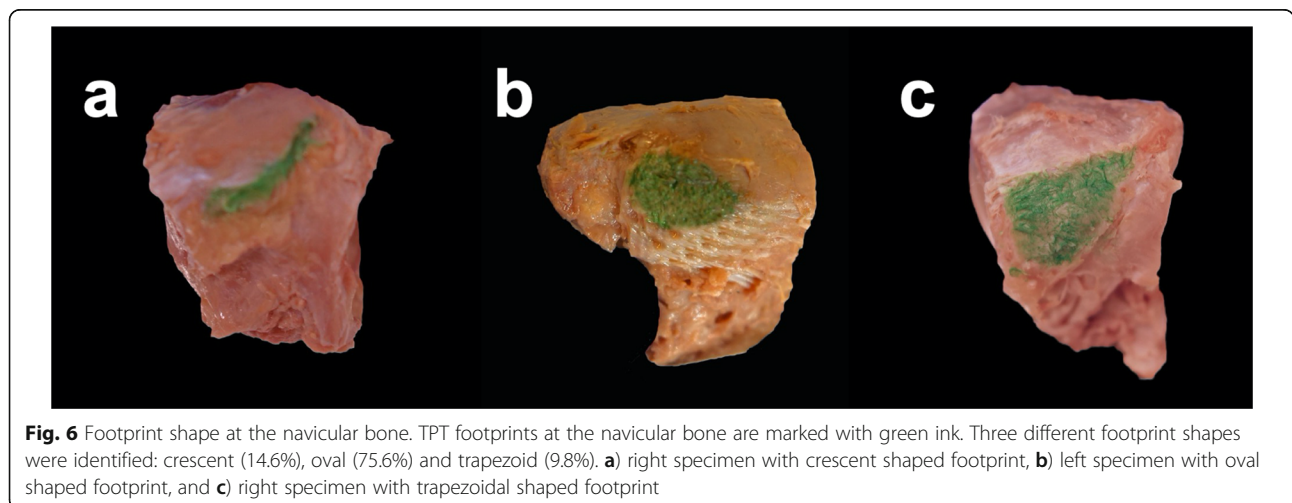 a
b
c
Fig. 6 Footprint shape at the navicular bone. TPT footprints at the navicular bone are marked with green ink. Three different footprint shapes
were identified: crescent (14.6%), oval (75.6%) and trapezoid (9.8%). a) right specimen with crescent shaped footprint, b) left specimen with oval
shaped footprint, and c) right specimen with trapezoidal shaped footprint